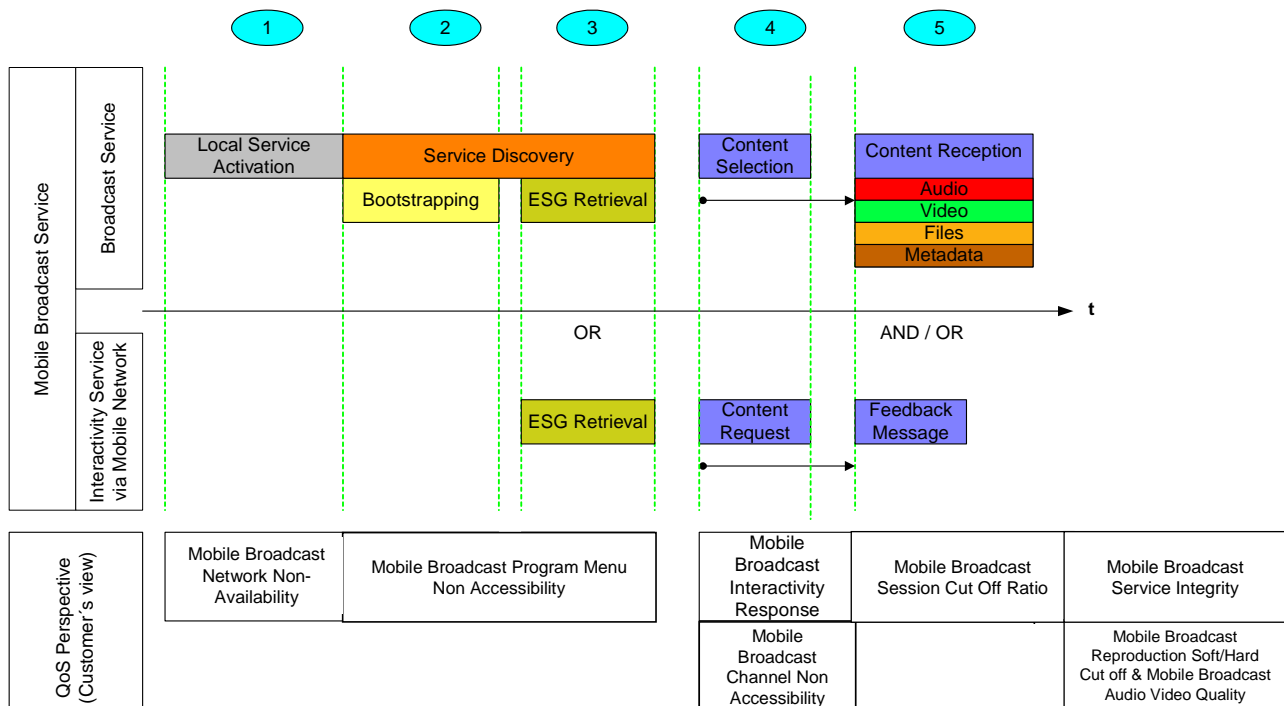 1
2
3
4
5
Mobile Broadcast Service
Broadcast Service
Local Service
Activation
Service Discovery
Bootstrapping
ESG Retrieval
Content
Selection
Content Reception
Audio
Video
Files
Metadata
t
OR
AND / OR
Interactivity Service
via Mobile Network
ESG Retrieval
Content
Request
Feedback
Message
QoS Perspective
(Customer´s view)
Mobile Broadcast
Network Non-
Availability
Mobile Broadcast Program Menu
Non Accessibility
Mobile
Broadcast
Interactivity
Response
Mobile Broadcast
Session Cut Off Ratio
Mobile Broadcast
Service Integrity
Mobile
Broadcast
Channel Non
Accessibility
Mobile Broadcast
Reproduction Soft/Hard
Cut off & Mobile Broadcast
Audio Video Quality